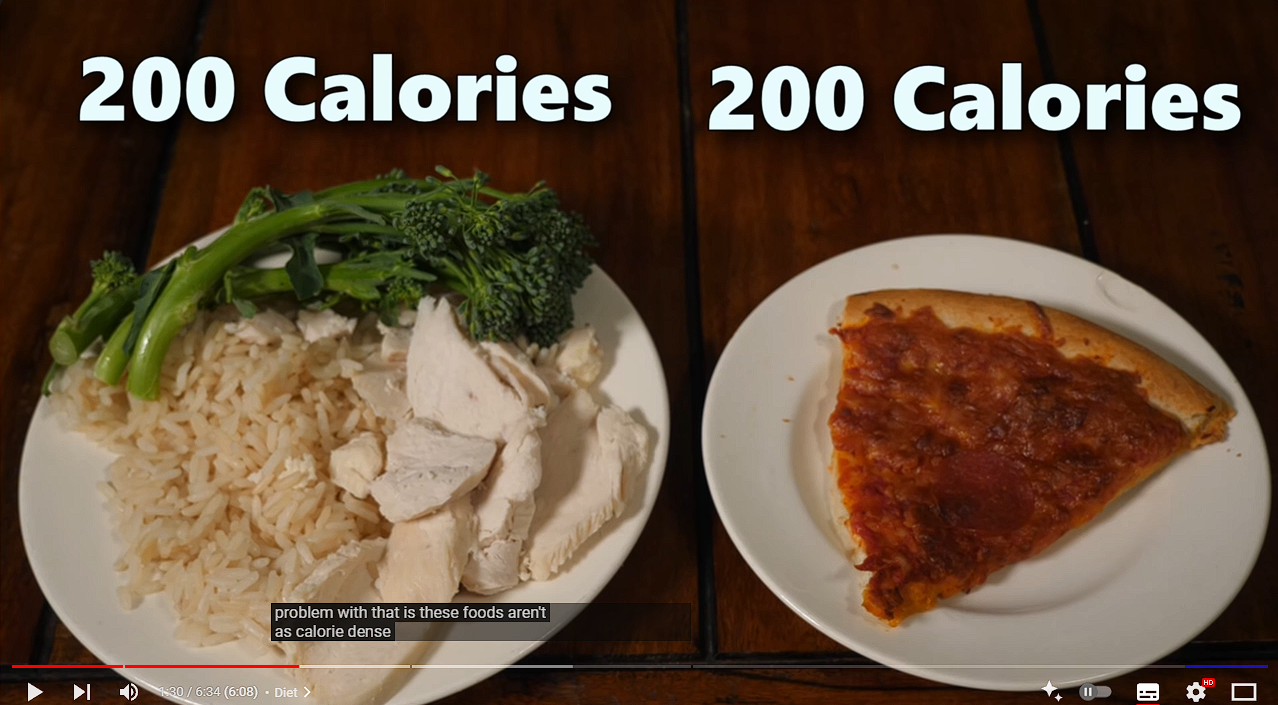 200 Calories
200 Calories
problem with that is these foods aren't
as calorie dense
1:30 / 6:34 (6:08) • Diet >
HD